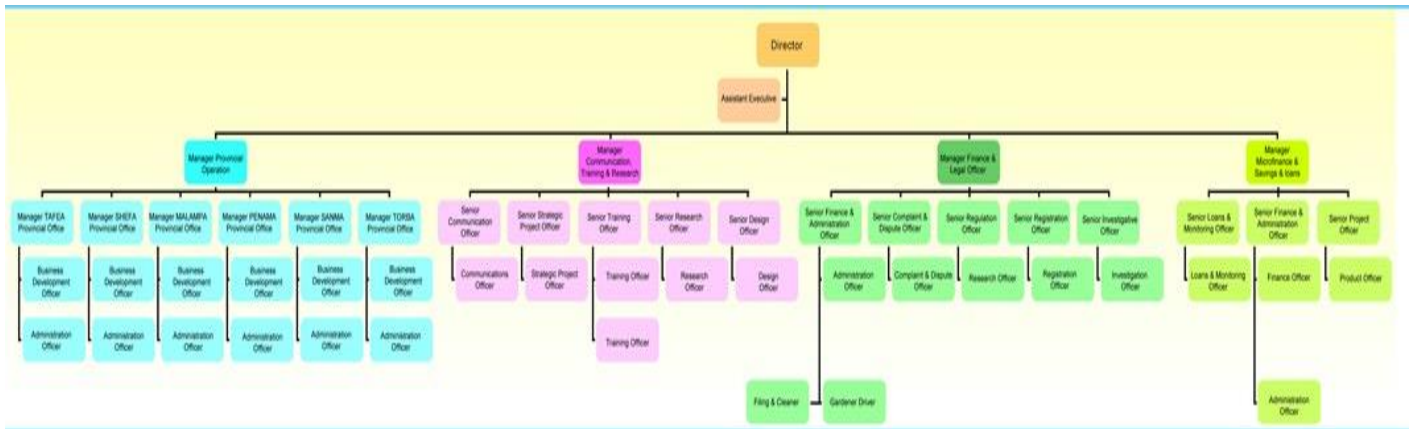 Director
Assistant Executive
Manager Provincial
Operation
Manager
Communication,
Training & Research
Manager Finance &
Legal Officer
Manager
Microfinance &
Savings & loans
Manager TAFEA
Provincial Office
Manager SHEFA
Provincial Office
Manager MALAMPA
Provincial Office
Manager PENAMA
Provincial Office
Manager SANMA
Provincial Office
Manager TORBA
Provincial Office
Senior
Communication
Officer
Senior Strategic
Project Officer
Senior Training
Officer
Senior Research
Officer
Senior Design
Officer
Senior Finance &
Administration
Officer
Senior Complaint &
Dispute Officer
Senior Regulation
Officer
Senior Registration
Officer
Senior Investigative
Officer
Senior Loans &
Monitoring Officer
Senior Finance &
Administration
Officer
Senior Project
Officer
Business
Development
Officer
Business
Development
Officer
Business
Development
Officer
Business
Development
Officer
Business
Development
Officer
Business
Development
Officer
Communications
Officer
Strategic Project
Officer
Training Officer
Research
Officer
Design
Officer
Administration
Officer
Complaint & Dispute
Officer
Research Officer
Registration
Officer
Investigation
Officer
Loans & Monitoring
Officer
Finance Officer
Product Officer
Administration
Officer
Administration
Officer
Administration
Officer
Administration
Officer
Administration
Officer
Administration
Officer
Training Officer
Filing & Cleaner
Gardener Driver
Administration
Officer